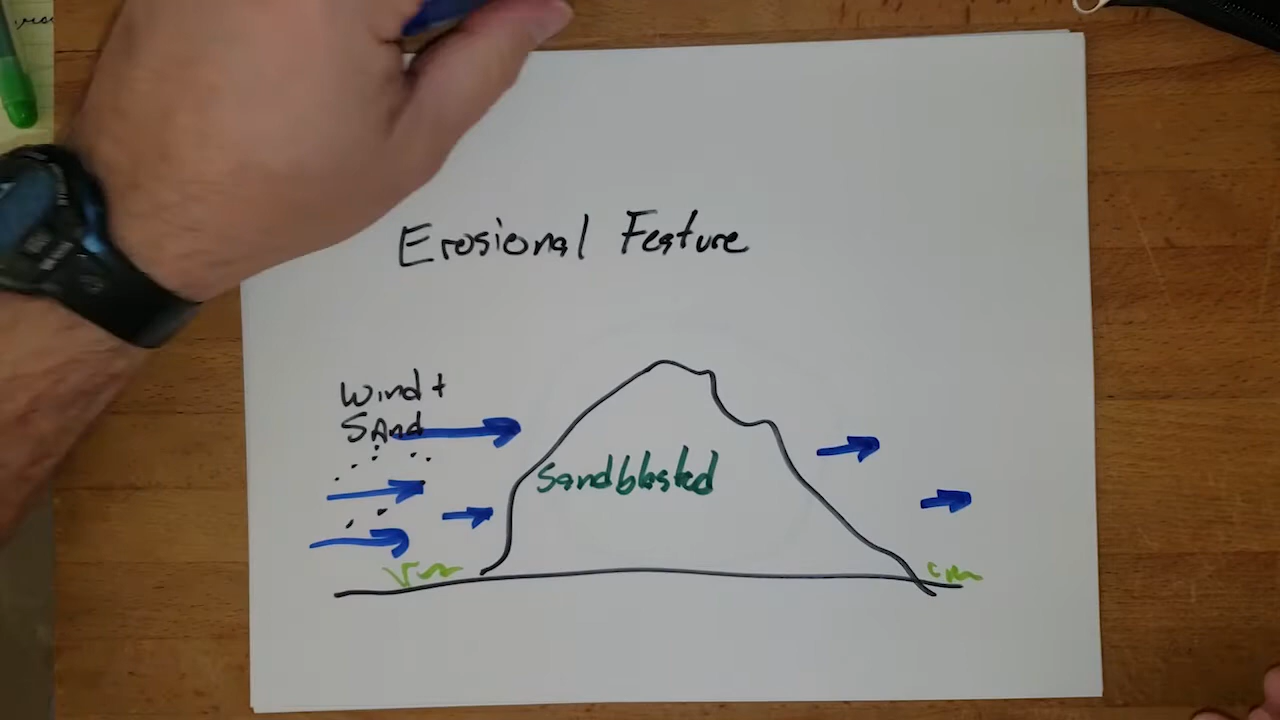 Erosional Feature
Wind +
SAnd
Sandblasted